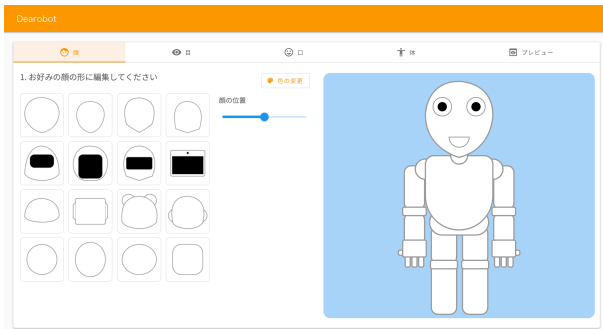 Dearobot
顔
目
口
体
プレビュー
1. お好みの顔の形に編集してください
色の変更
顔の位置